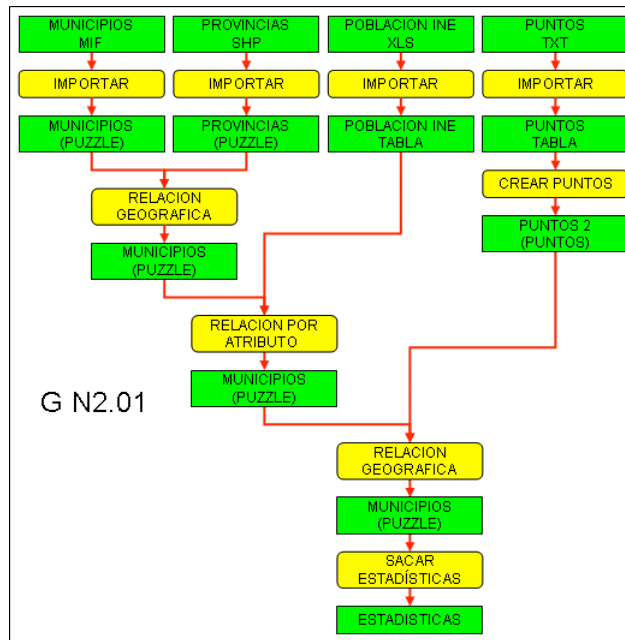 MUNICIPIOS
MIF
PROVINCIAS
SHP
POBLACION INE
XLS
PUNTOS
TXT
IMPORTAR
IMPORTAR
IMPORTAR
IMPORTAR
MUNICIPIOS
(PUZZLE)
PROVINCIAS
(PUZZLE)
POBLACION INE
TABLA
PUNTOS
TABLA
RELACION
GEOGRAFICA
CREAR PUNTOS
MUNICIPIOS
(PUZZLE)
PUNTOS 2
(PUNTOS)
RELACION POR
ATRIBUTO
MUNICIPIOS
(PUZZLE)
G N2.01
RELACION
GEOGRAFICA
MUNICIPIOS
(PUZZLE)
SACAR
ESTADÍSTICAS
ESTADISTICAS